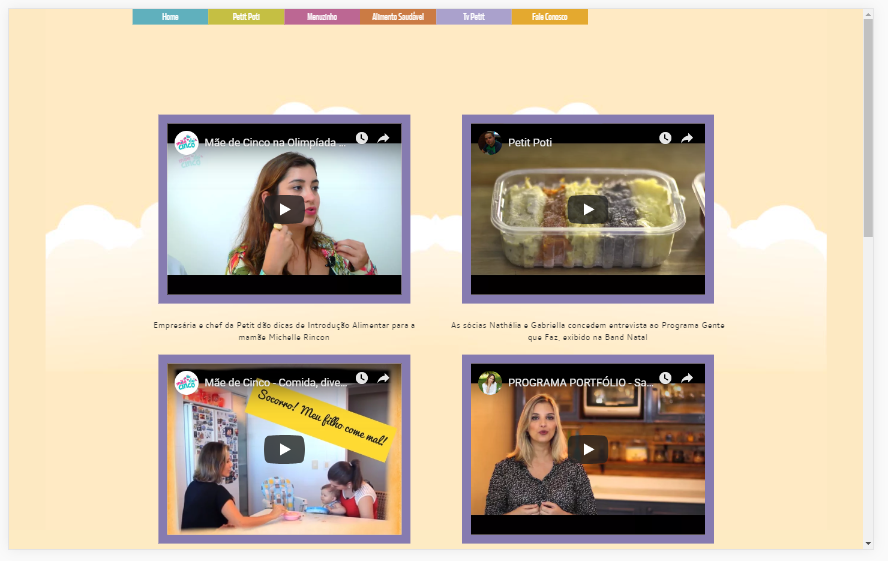 Home
Petit Poti
Menuzinho
Alimento Saudável
Tv Petit
Fale Conosco
Mãe de Cinco na Olimpíada ...
Petit Poti
Empresária e chef da Petit dão dicas de Introdução Alimentar para a
mamãe Michelle Rincon
As sócias Nathália e Gabriella concedem entrevista ao Programa Gente
que Faz, exibido na Band Natal
Mãe de Cinco - Comida, dive...
Socorro! Meu filho come mal!
PROGRAMA PORTFÓLIO - Sa...